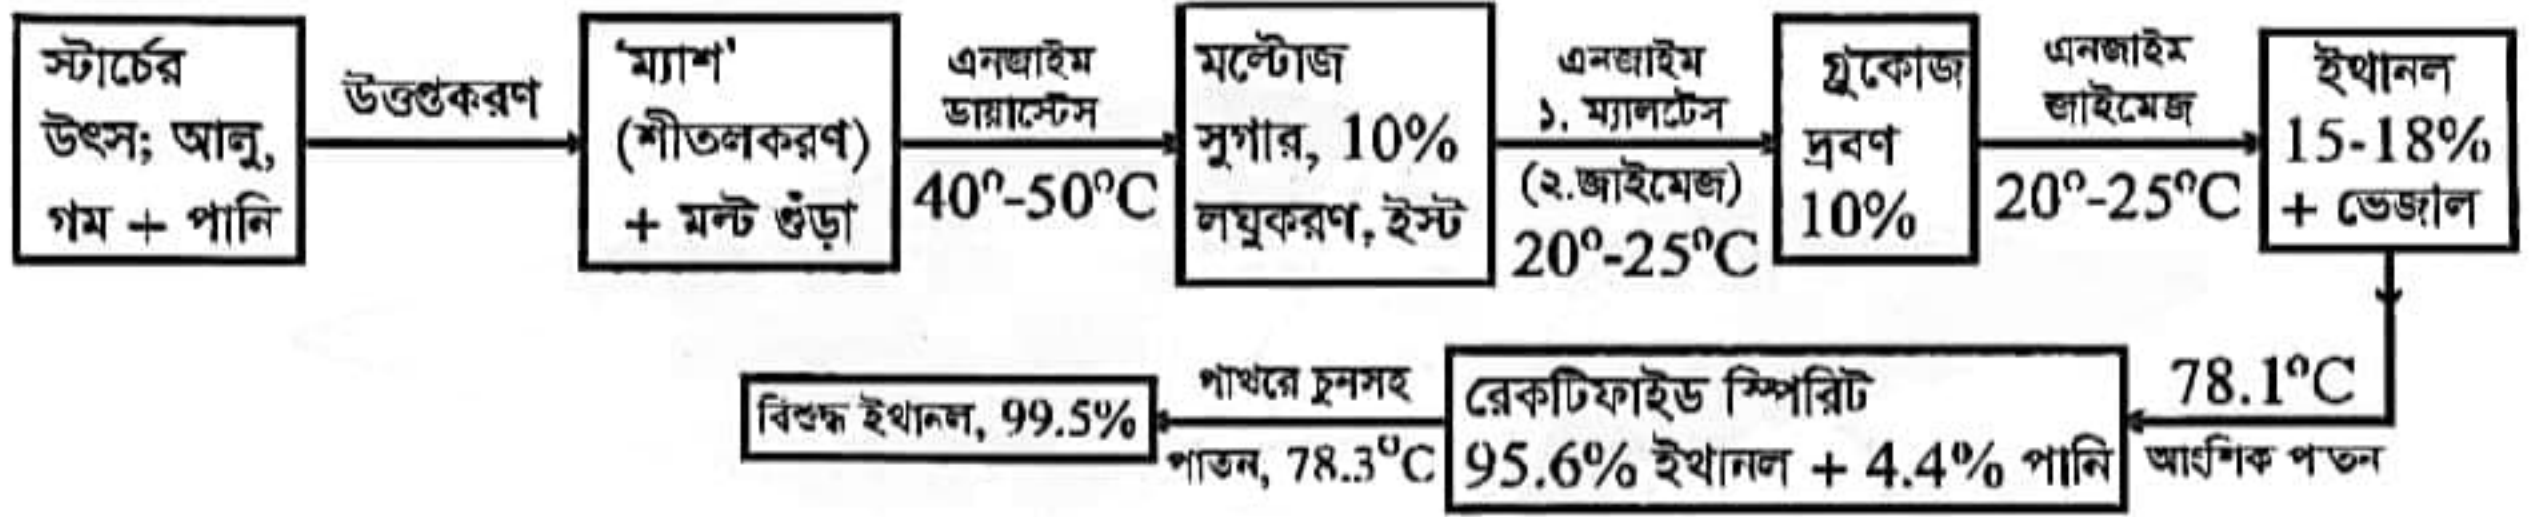 স্টার্চের
উৎস; আলু,
গম + পানি
উত্তপ্তকরণ
'ম্যাশ'
(শীতলকরণ)
+ মল্ট গুঁড়া
এনজাইম
ডায়াস্টেস
40°-50°C
মল্টোজ
সুগার, 10%
লঘুকরণ, ইস্ট
এনজাইম
১. ম্যালটেস
(২.জাইমেজ)
20°-25°C
গ্লুকোজ
দ্রবণ
10%
এনজাইম
জাইমেজ
20°-25°C
ইথানল
15-18%
+ ভেজাল
78.1°C
আংশিক পাতন
রেকটিফাইড স্পিরিট
95.6% ইথানল + 4.4% পানি
পাথুরে চুনসহ
পাতন, 78.3°C
বিশুদ্ধ ইথানল, 99.5%